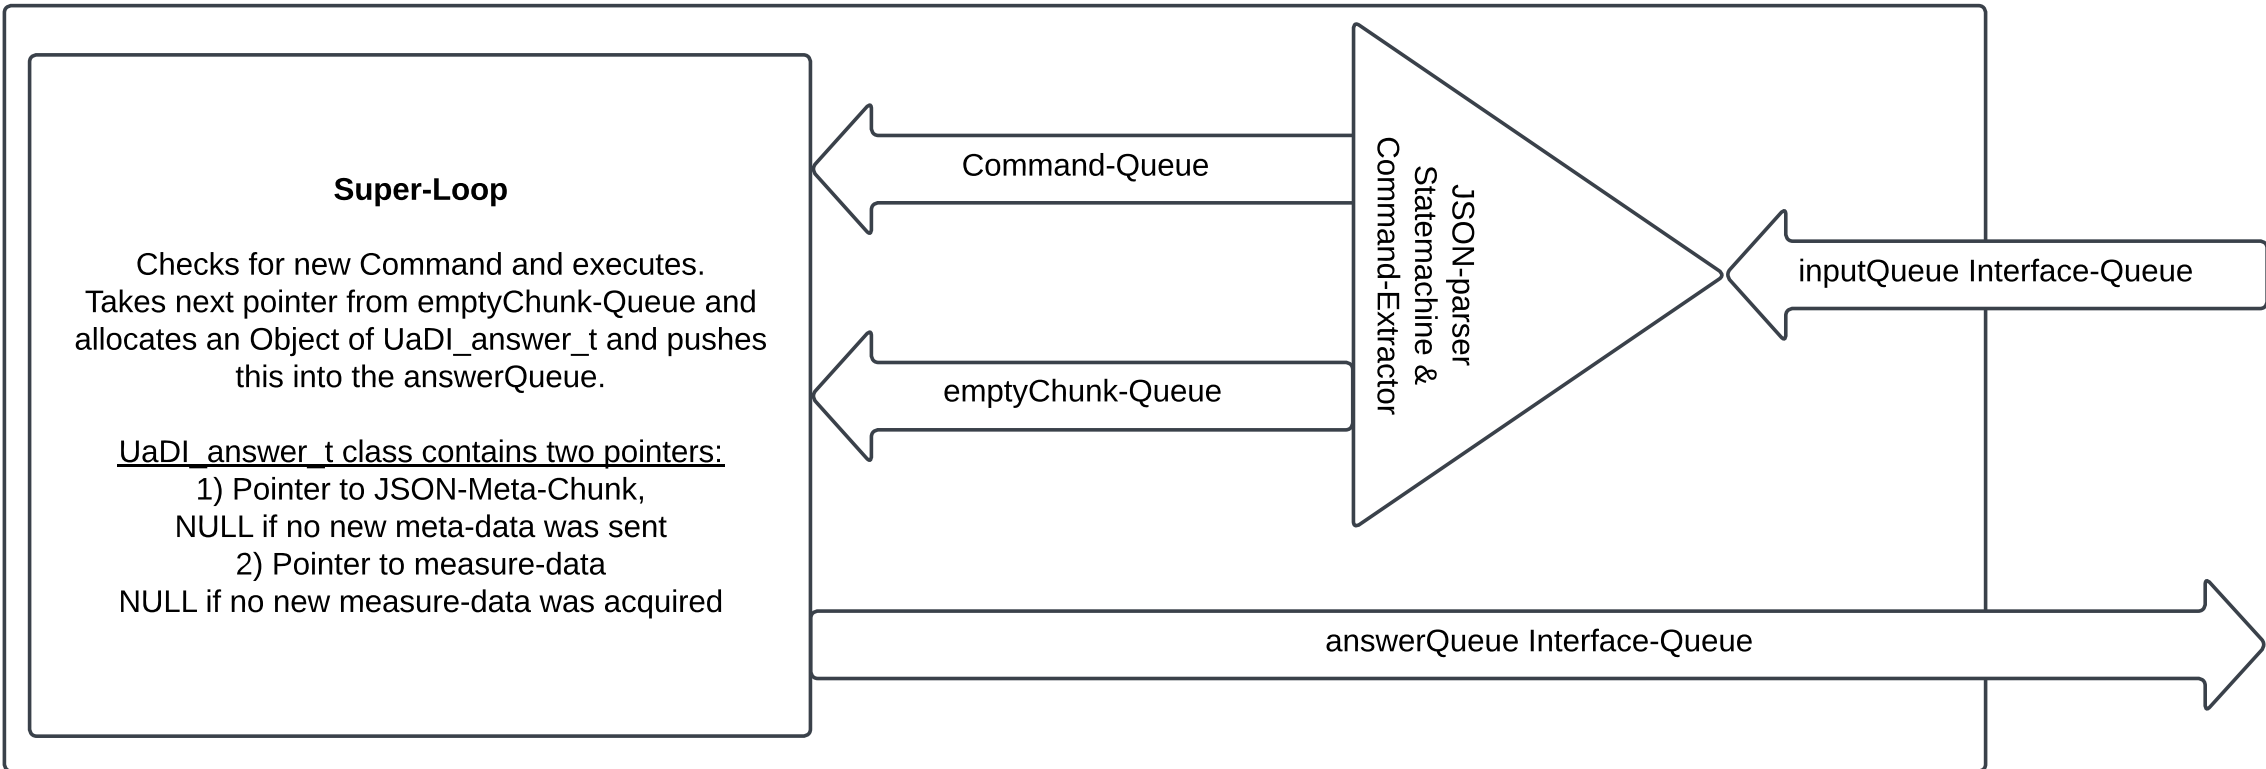 Super-Loop
Checks for new Command and executes.
Takes next pointer from emptyChunk-Queue and
allocates an Object of UaDI_answer_t and pushes
this into the answerQueue.
UaDI_answer_t class contains two pointers:
1) Pointer to JSON-Meta-Chunk,
NULL if no new meta-data was sent
2) Pointer to measure-data
NULL if no new measure-data was acquired
Command-Queue
emptyChunk-Queue
JSON-parser
Statemachine &
Command-Extractor
inputQueue Interface-Queue
answerQueue Interface-Queue